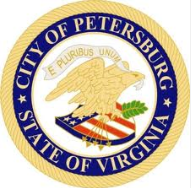 CITY OF PETERSBURG
E PLURIBUS UNUM
STATE OF VIRGINIA